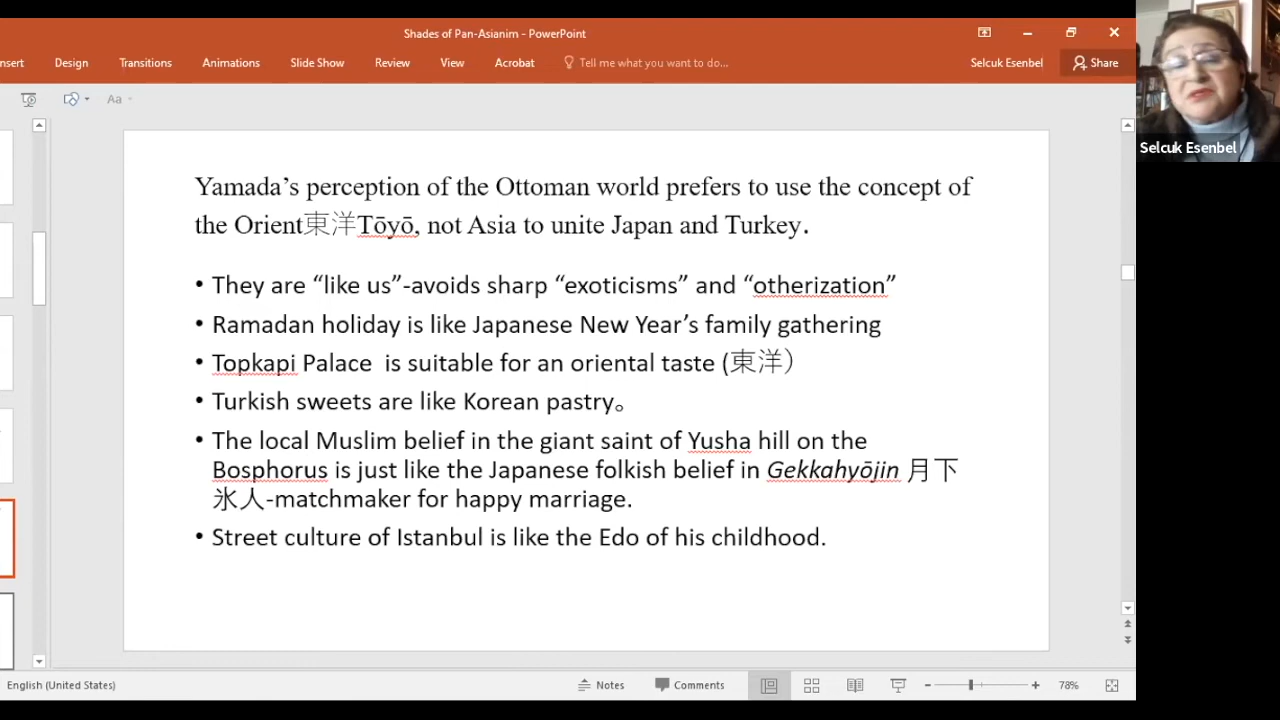 Shades of Pan-Asianim - PowerPoint
nsert Design Transitions Animations Slide Show Review View Acrobat Tell me what you want to do... Selcuk Esenbel Share
Aa
Selcuk Esenbel
Yamada’s perception of the Ottoman world prefers to use the concept of
the Orient東洋Tōyō, not Asia to unite Japan and Turkey.
• They are “like us”-avoids sharp “exoticisms” and “otherization”
• Ramadan holiday is like Japanese New Year’s family gathering
• Topkapi Palace is suitable for an oriental taste (東洋）
• Turkish sweets are like Korean pastry。
• The local Muslim belief in the giant saint of Yusha hill on the
Bosphorus is just like the Japanese folkish belief in Gekkahyōjin 月下
氷人-matchmaker for happy marriage.
• Street culture of Istanbul is like the Edo of his childhood.
English (United States) Notes Comments 78%